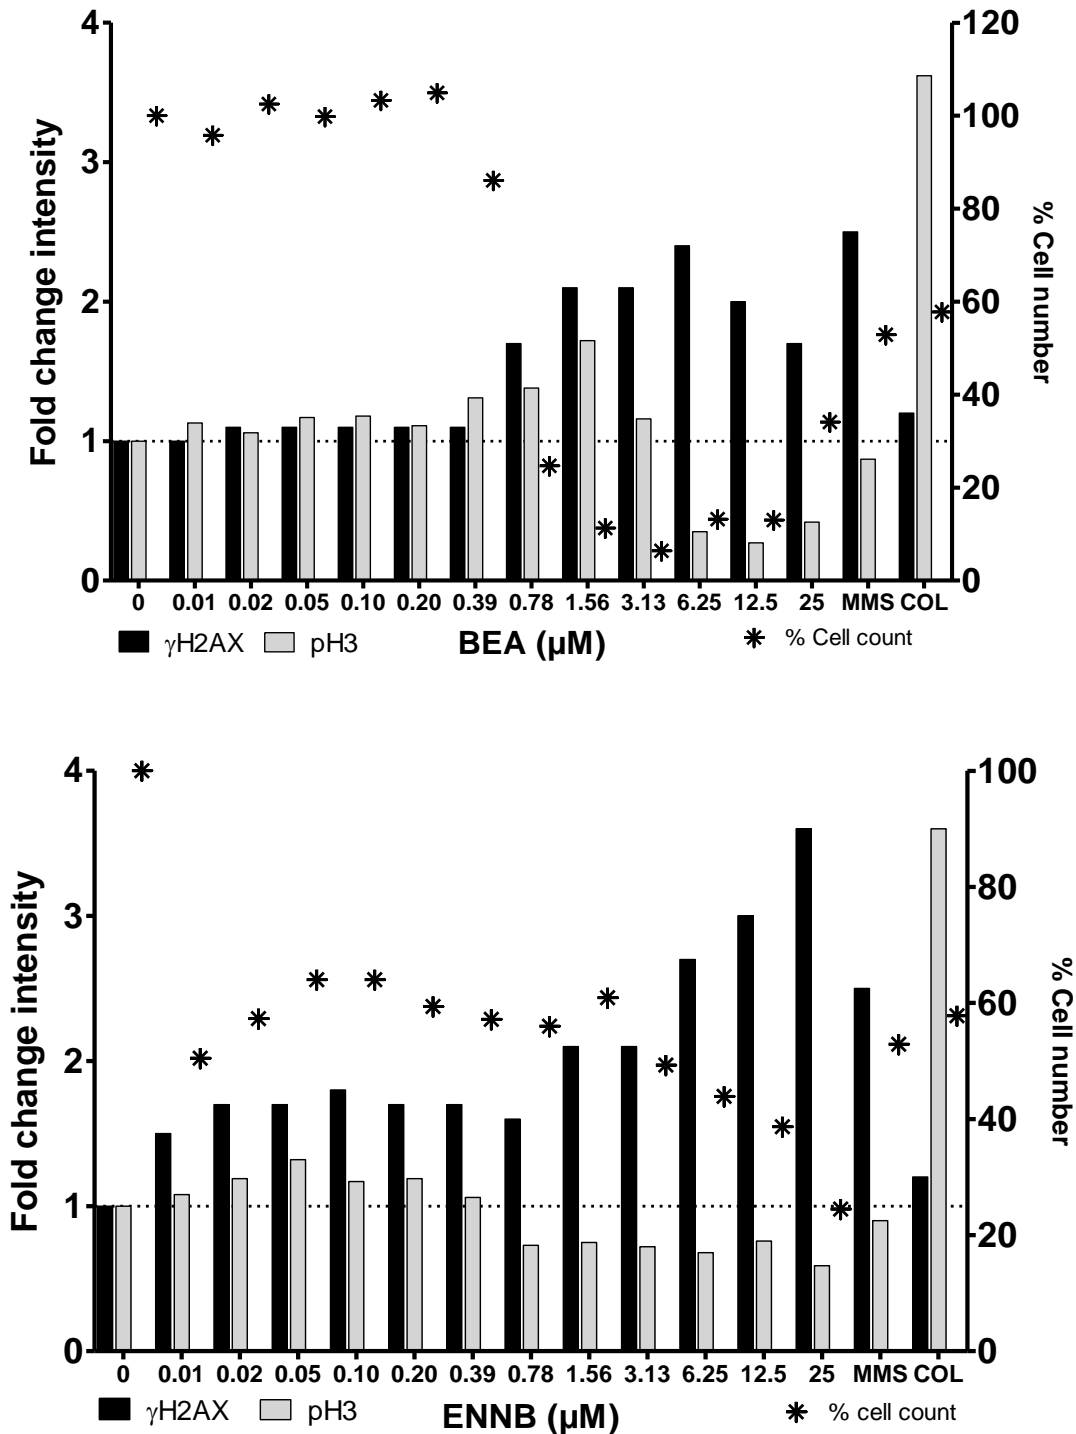 Fold change intensity
4
3
2
1
0
120
100
80
60
40
20
0
% Cell number
0 0.01 0.02 0.05 0.10 0.20 0.39 0.78 1.56 3.13 6.25 12.5 25 MMS COL
γH2AX pH3 BEA (µM) % Cell count
Fold change intensity
4
3
2
1
0
100
80
60
40
20
0
% Cell number
0 0.01 0.02 0.05 0.10 0.20 0.39 0.78 1.56 3.13 6.25 12.5 25 MMS COL
γH2AX pH3 ENNB (µM) % cell count